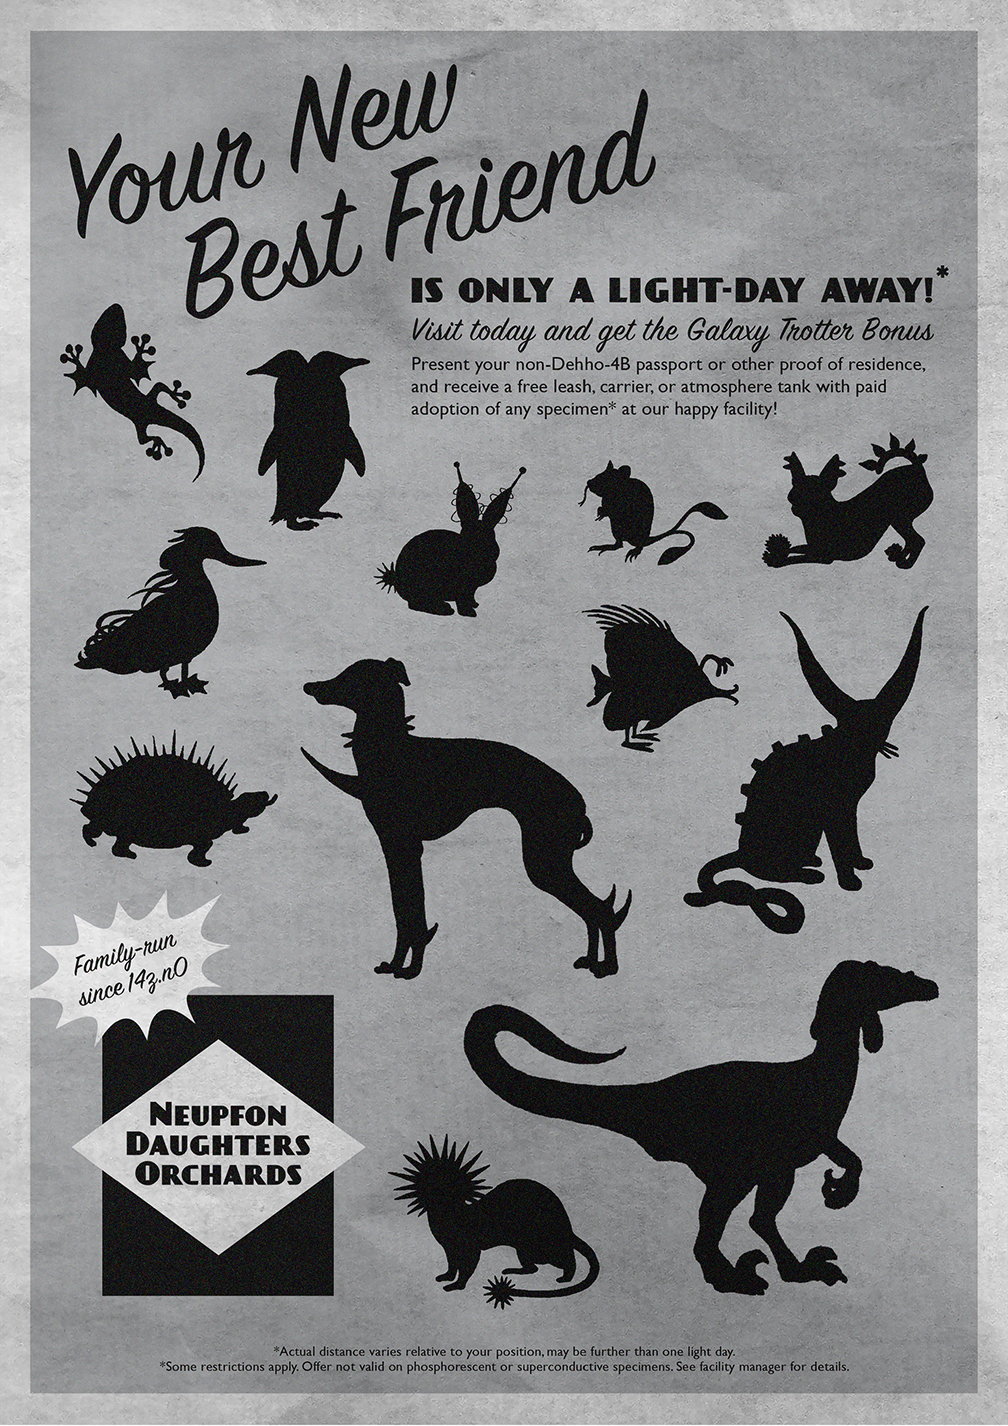 Your New
Best Friend
IS ONLY A LIGHT-DAY AWAY!*
Visit today and get the Galaxy Trotter Bonus
Present your non-Dehho-4B passport or other proof of residence,
and receive a free leash, carrier, or atmosphere tank with paid
adoption of any specimen* at our happy facility!
Family-run
since 14z.n0
NEUPFON
DAUGHTERS
ORCHARDS
*Actual distance varies relative to your position, may be further than one light day.
*Some restrictions apply. Offer not valid on phosphorescent or superconductive specimens. See facility manager for details.